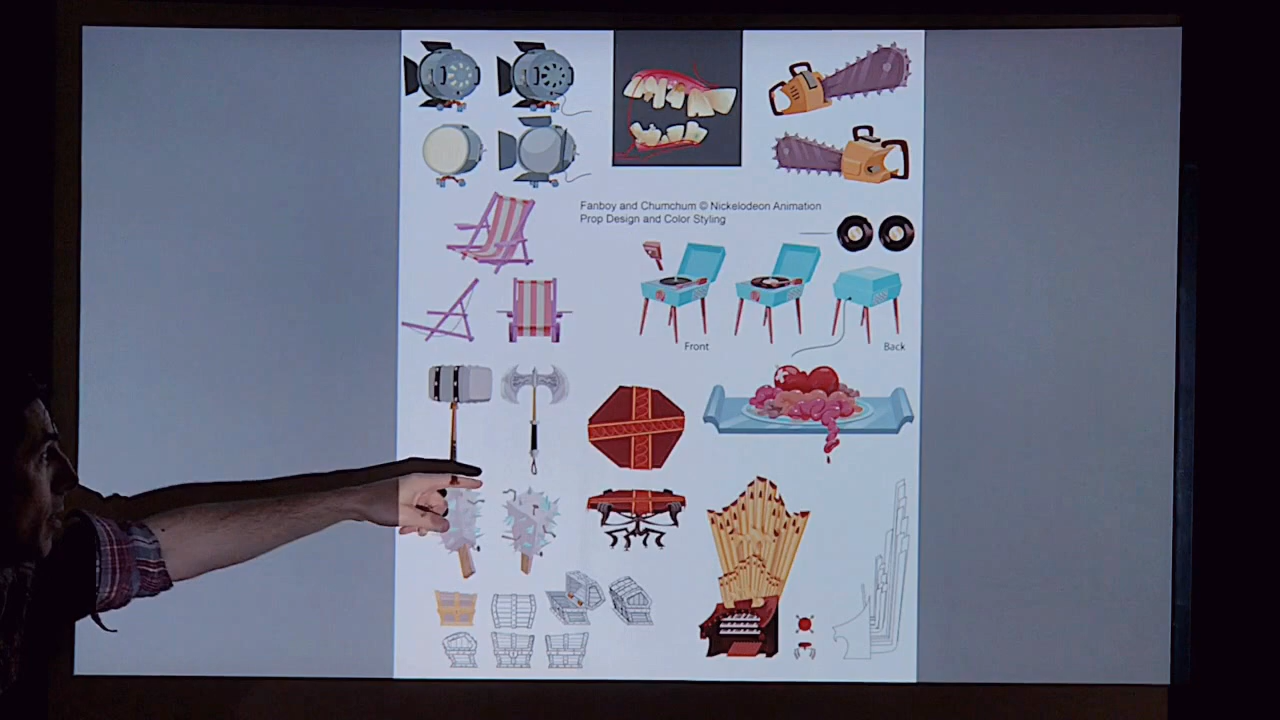 Fanboy and Chumchum © Nickelodeon Animation
Prop Design and Color Styling
Front
Back